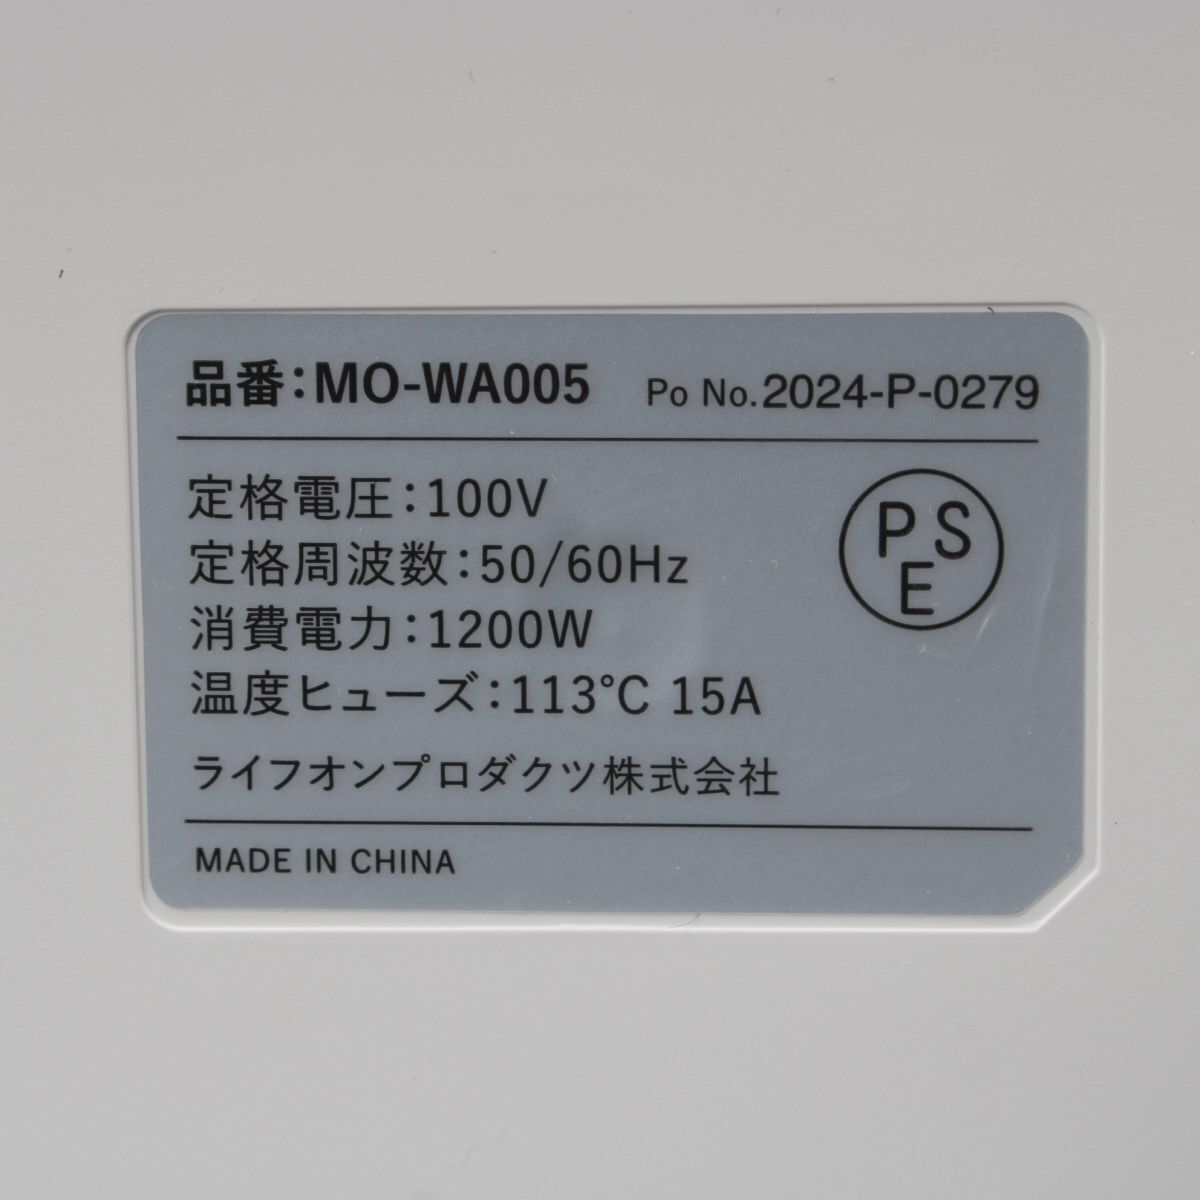 品番:MO-WA005 Po No.2024-P-0279
定格電圧:100V
定格周波数:50/60Hz
消費電力:1200W
温度ヒューズ:113℃ 15A
PSE
ライフオンプロダクツ株式会社
MADE IN CHINA